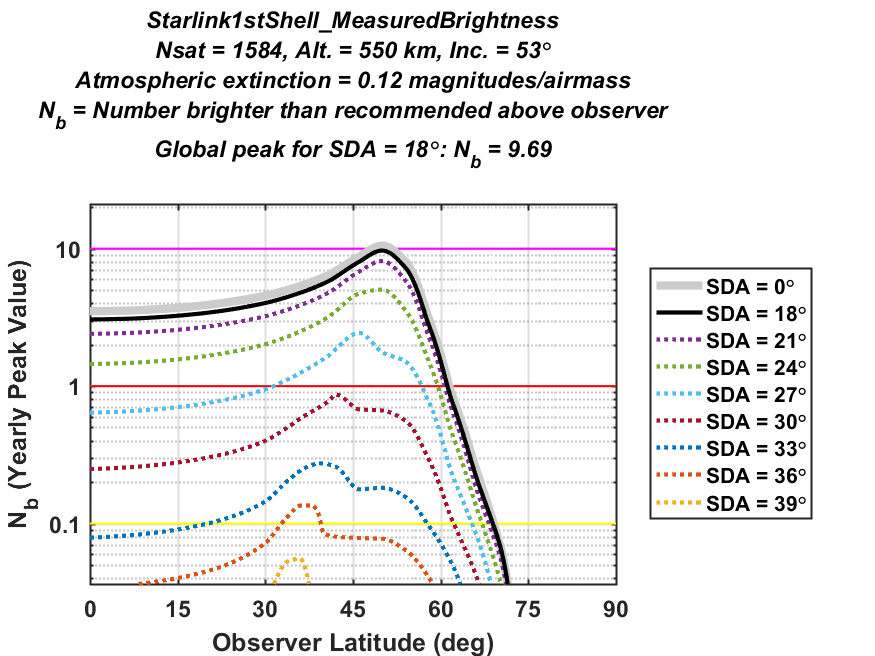 Starlink1stShell_MeasuredBrightness
Nsat = 1584, Alt. = 550 km, Inc. = 53°
Atmospheric extinction = 0.12 magnitudes/airmass
N_b = Number brighter than recommended above observer
Global peak for SDA = 18°: N_b = 9.69
N_b (Yearly Peak Value)
10
1
0.1
0 15 30 45 60 75 90
Observer Latitude (deg)
SDA = 0°
SDA = 18°
SDA = 21°
SDA = 24°
SDA = 27°
SDA = 30°
SDA = 33°
SDA = 36°
SDA = 39°